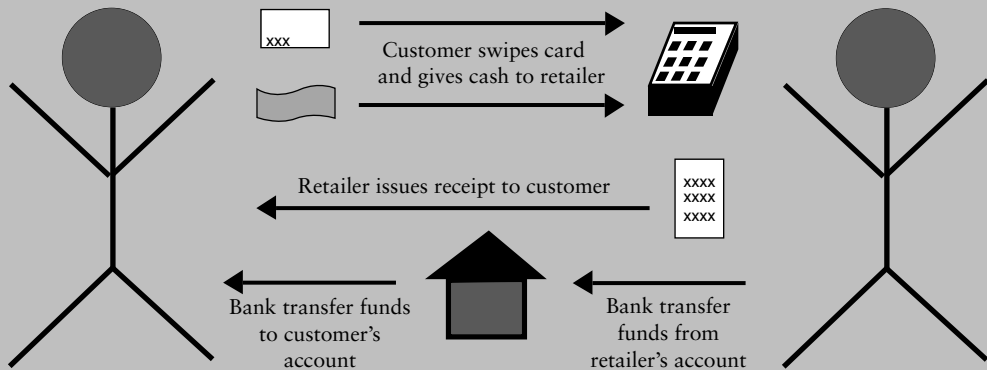 xxx
Customer swipes card
and gives cash to retailer
Retailer issues receipt to customer
xxxx
xxxx
xxxx
Bank transfer funds
to customer’s
account
Bank transfer
funds from
retailer’s account